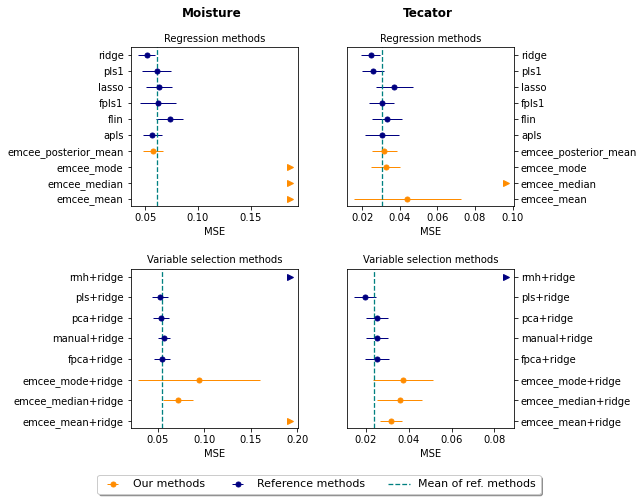 Moisture
Tecator
Regression methods
ridge
pls1
lasso
fpls1
flin
apls
emcee_posterior_mean
emcee_mode
emcee_median
emcee_mean
0.05 0.10 0.15
MSE
Regression methods
ridge
pls1
lasso
fpls1
flin
apls
emcee_posterior_mean
emcee_mode
emcee_median
emcee_mean
0.02 0.04 0.06 0.08 0.10
MSE
Variable selection methods
rmh+ridge
pls+ridge
pca+ridge
manual+ridge
fpca+ridge
emcee_mode+ridge
emcee_median+ridge
emcee_mean+ridge
0.05 0.10 0.15 0.20
MSE
Variable selection methods
rmh+ridge
pls+ridge
pca+ridge
manual+ridge
fpca+ridge
emcee_mode+ridge
emcee_median+ridge
emcee_mean+ridge
0.02 0.04 0.06 0.08
MSE
Our methods Reference methods Mean of ref. methods